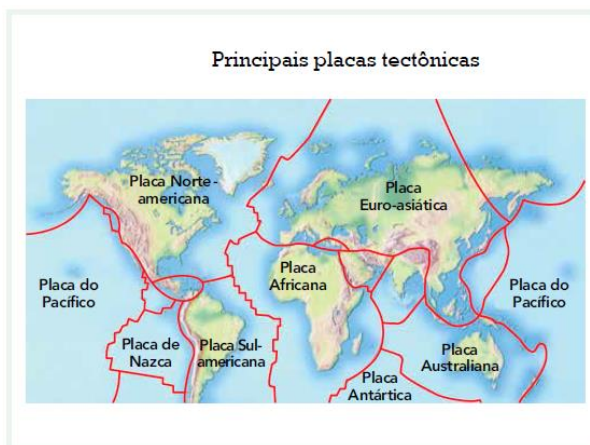 Principais placas tectônicas
Placa Norte-
americana
Placa
Euro-asiática
Placa
Africana
Placa do
Pacífico
Placa do
Pacífico
Placa de
Nazca
Placa Sul-
americana
Placa
Australiana
Placa
Antártica